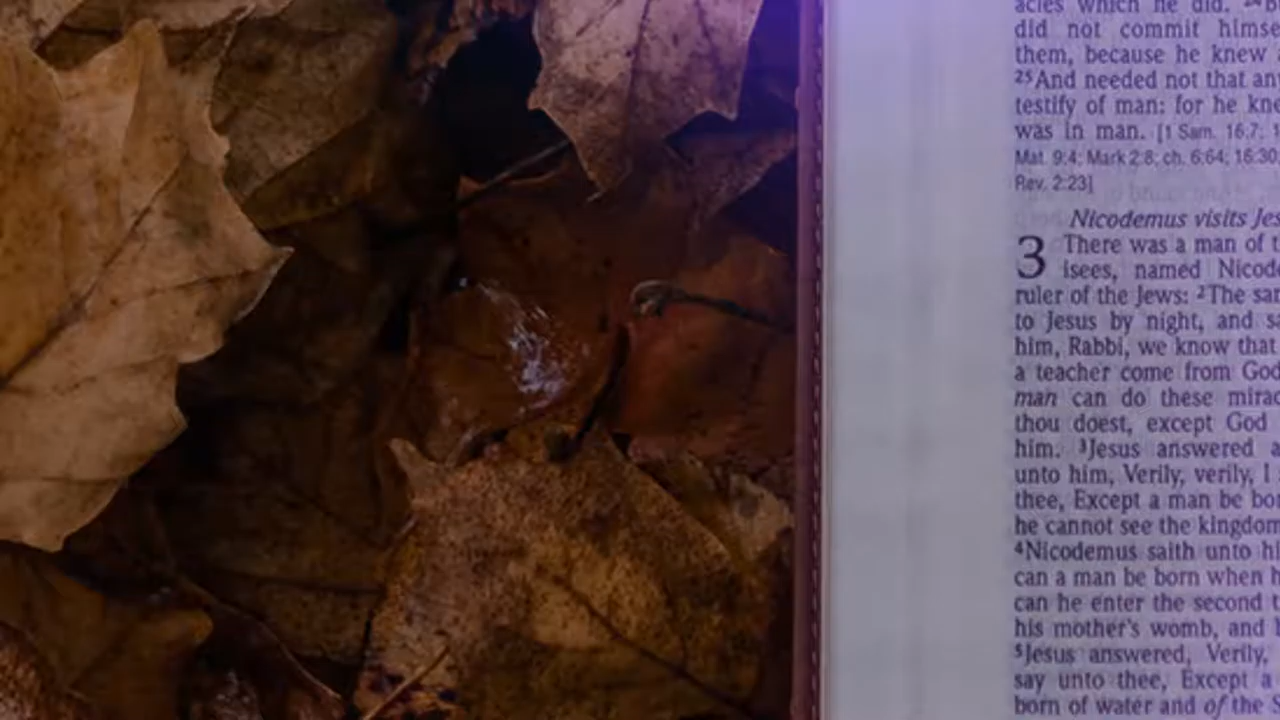 acies which he did. ²⁴B
did not commit himse
them, because he knew
²⁵And needed not that an
testify of man: for he kne
was in man. [1 Sam. 16:7; 1
Mat. 9:4; Mark 2:8; ch. 6:64; 16:30;
Rev. 2:23]
Nicodemus visits Jes
3 There was a man of t
isees, named Nicod
ruler of the Jews: ²The sam
to Jesus by night, and s
him, Rabbi, we know that
a teacher come from God
man can do these mirac
thou doest, except God
him. ³Jesus answered a
unto him, Verily, verily, I
thee, Except a man be bo
he cannot see the kingdom
⁴Nicodemus saith unto hi
can a man be born when h
can he enter the second t
his mother's womb, and b
⁵Jesus answered, Verily,
say unto thee, Except a
born of water and of the S